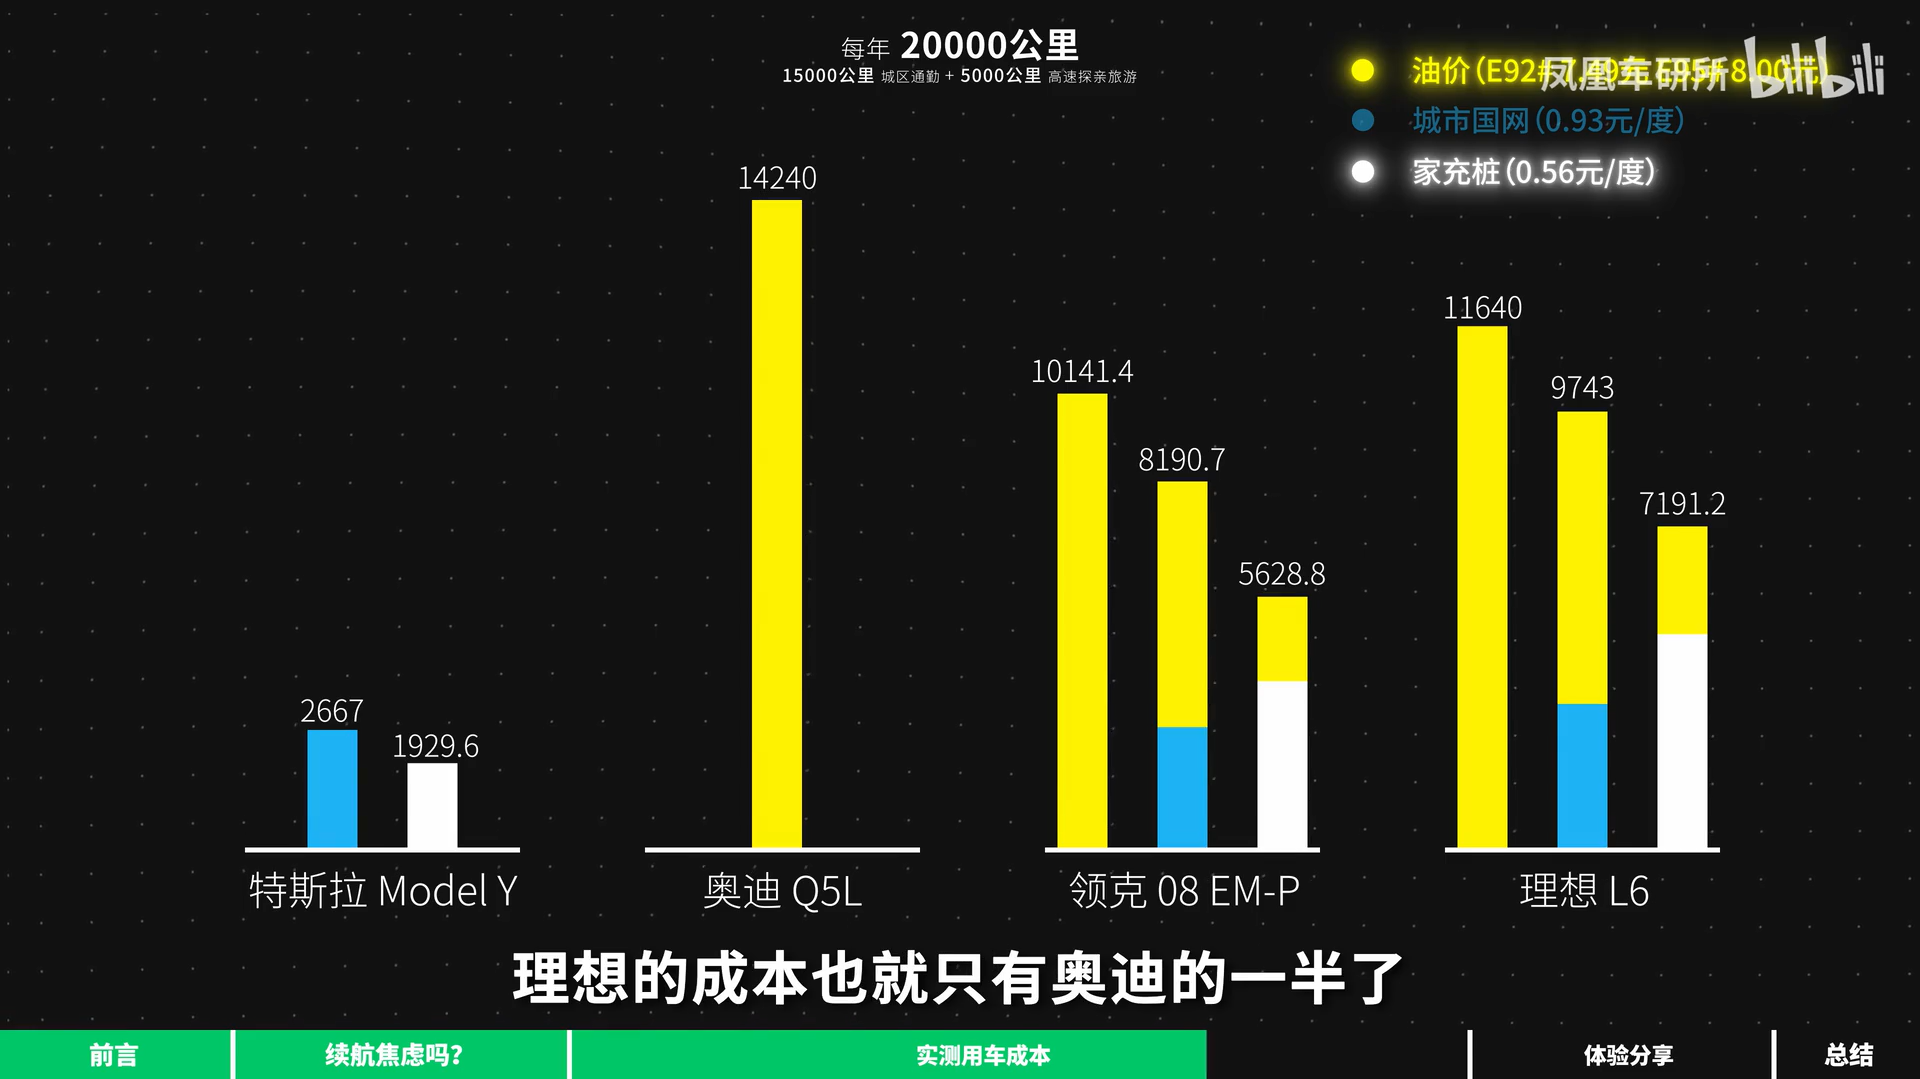 每年 20000公里
15000公里 城区通勤 + 5000公里 高速探亲旅游
油价(E92# 8.00元)
凤凰车研所 bilibili
城市国网(0.93元/度)
家充桩(0.56元/度)
14240
11640
10141.4
9743
8190.7
7191.2
5628.8
2667
1929.6
特斯拉 Model Y
奥迪 Q5L
领克 08 EM-P
理想 L6
理想的成本也就只有奥迪的一半了
前言
续航焦虑吗?
实测用车成本
体验分享
总结